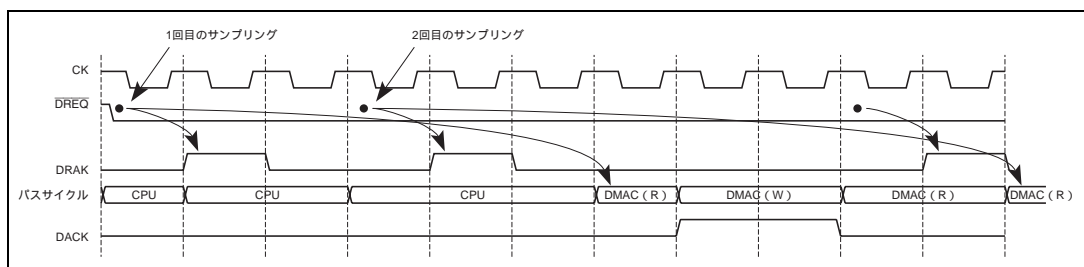 1回目のサンプリング
2回目のサンプリング
CK
DREQ
DRAK
バスサイクル
CPU
CPU
CPU
DMAC(R)
DMAC(W)
DMAC(R)
DMAC(R)
DACK